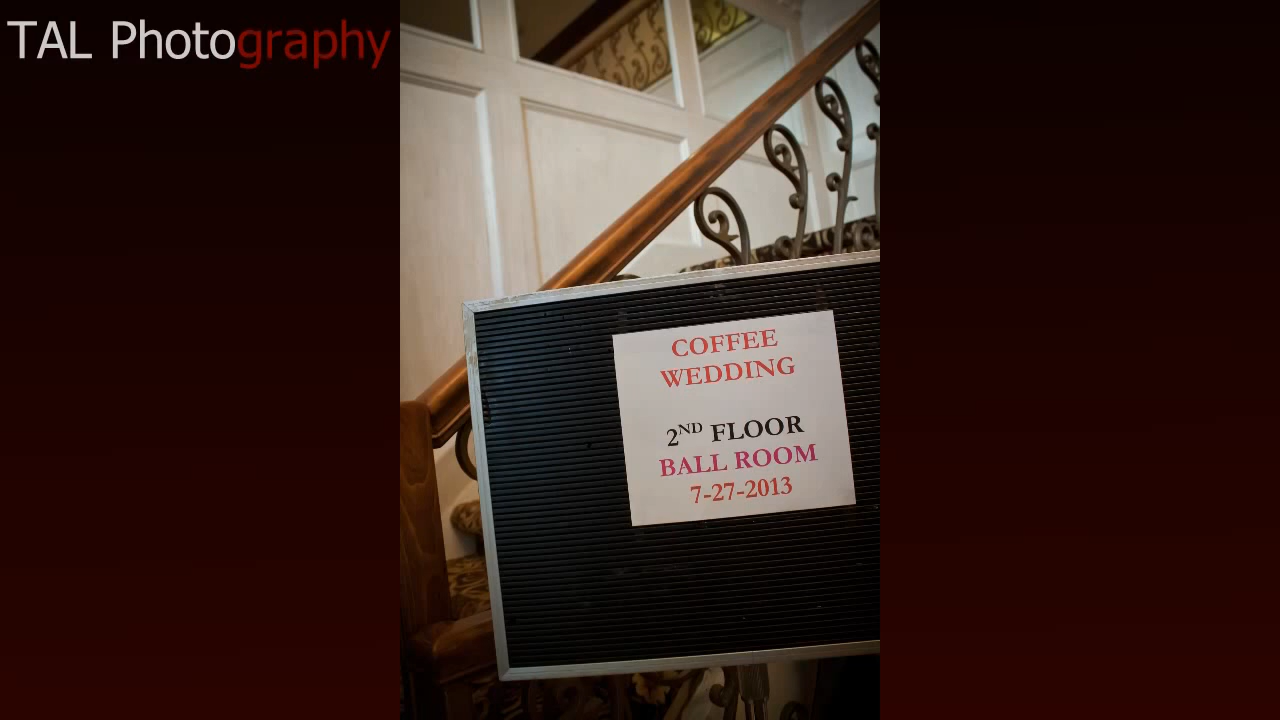 TAL Photography
COFFEE
WEDDING
2ND FLOOR
BALL ROOM
7-27-2013